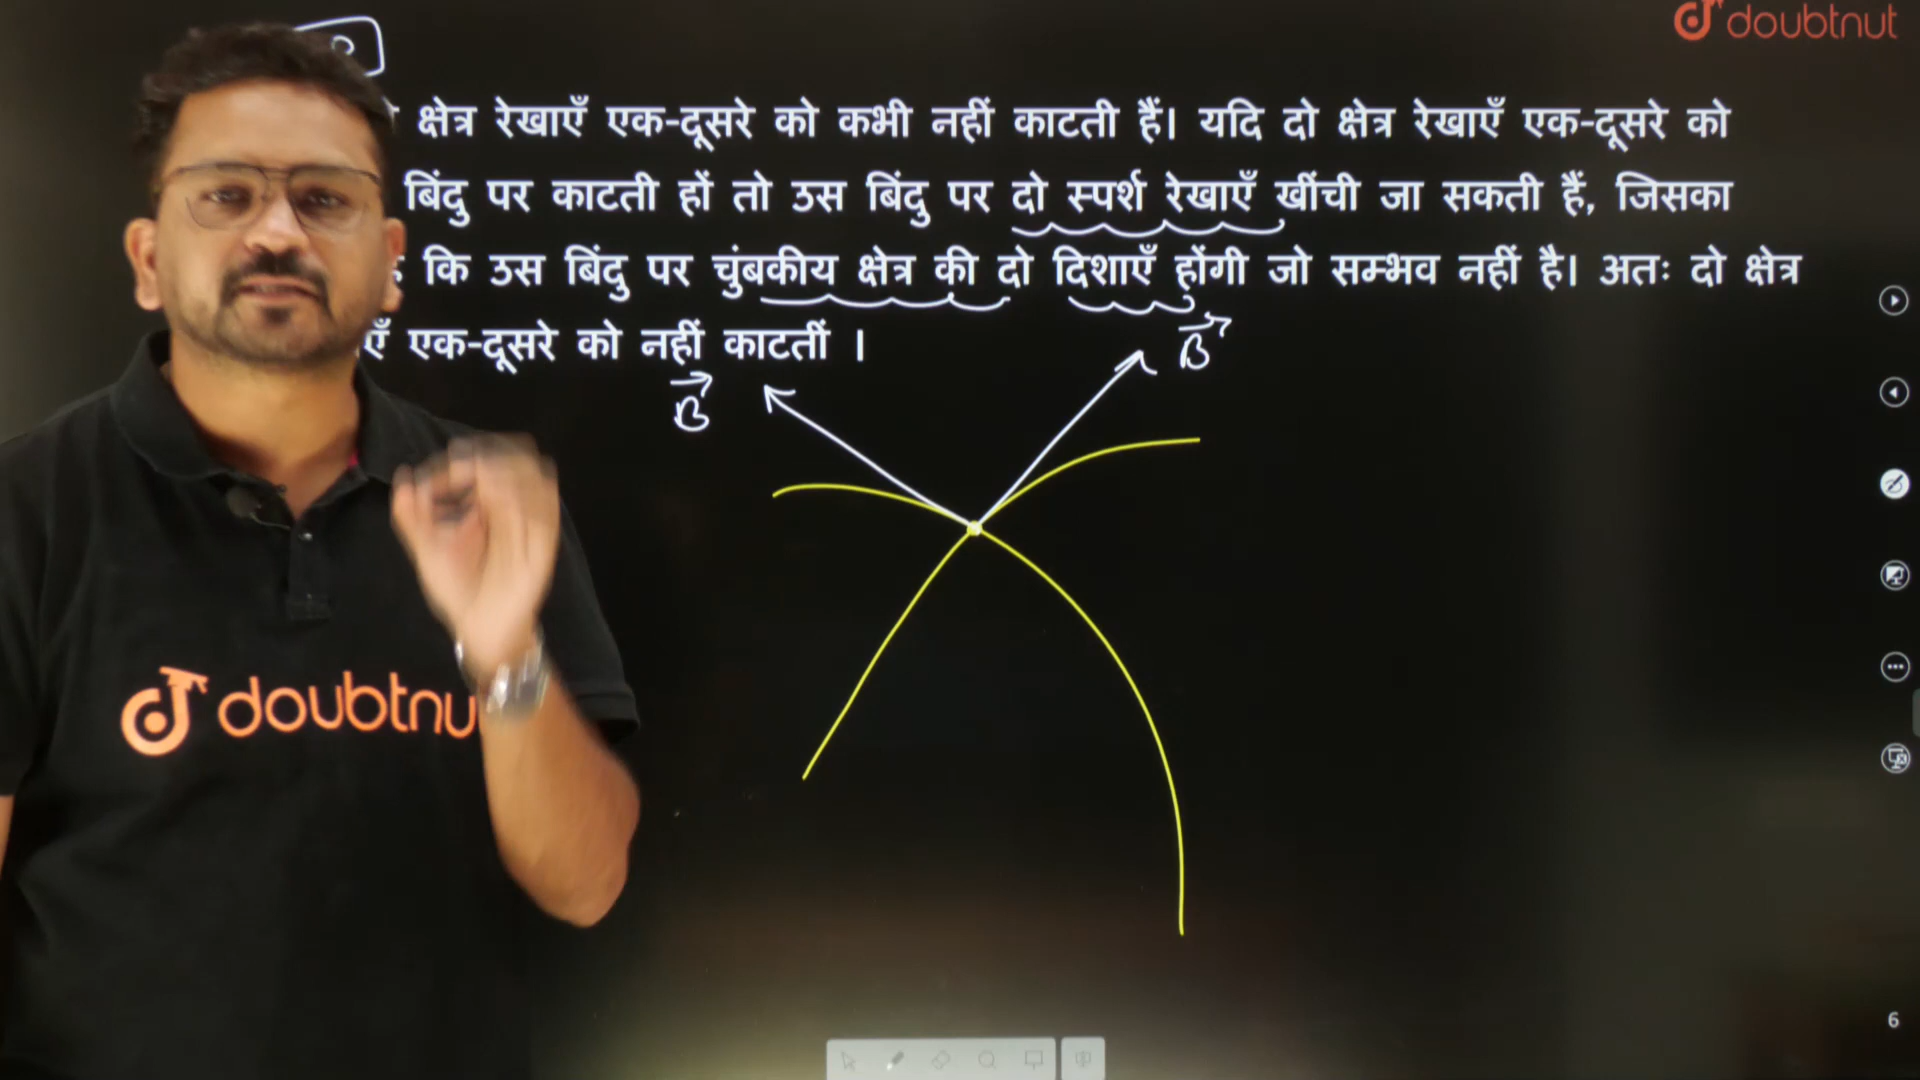 doubtnut
क्षेत्र रेखाएँ एक-दूसरे को कभी नहीं काटती हैं। यदि दो क्षेत्र रेखाएँ एक-दूसरे को
बिंदु पर काटती हों तो उस बिंदु पर दो स्पर्श रेखाएँ खींची जा सकती हैं, जिसका
कि उस बिंदु पर चुंबकीय क्षेत्र की दो दिशाएँ होंगी जो सम्भव नहीं है। अतः दो क्षेत्र
एक-दूसरे को नहीं काटतीं ।
B
B
doubtnu
6